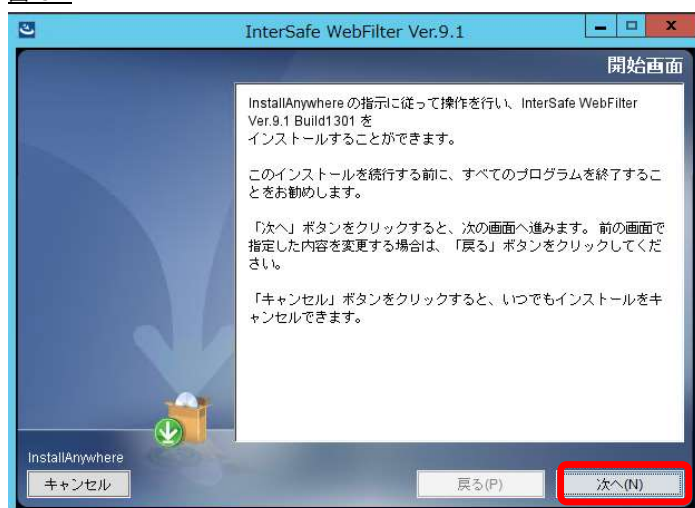 InterSafe WebFilter Ver.9.1
開始画面
InstallAnywhere の指示に従って操作を行い、InterSafe WebFilter
Ver.9.1 Build1301 を
インストールすることができます。
このインストールを続行する前に、すべてのプログラムを終了するこ
とをお勧めします。
「次へ」ボタンをクリックすると、次の画面へ進みます。 前の画面で
指定した内容を変更する場合は、「戻る」ボタンをクリックしてくだ
さい。
「キャンセル」ボタンをクリックすると、いつでもインストールをキ
ャンセルできます。
InstallAnywhere
キャンセル
戻る(P)
次へ(N)